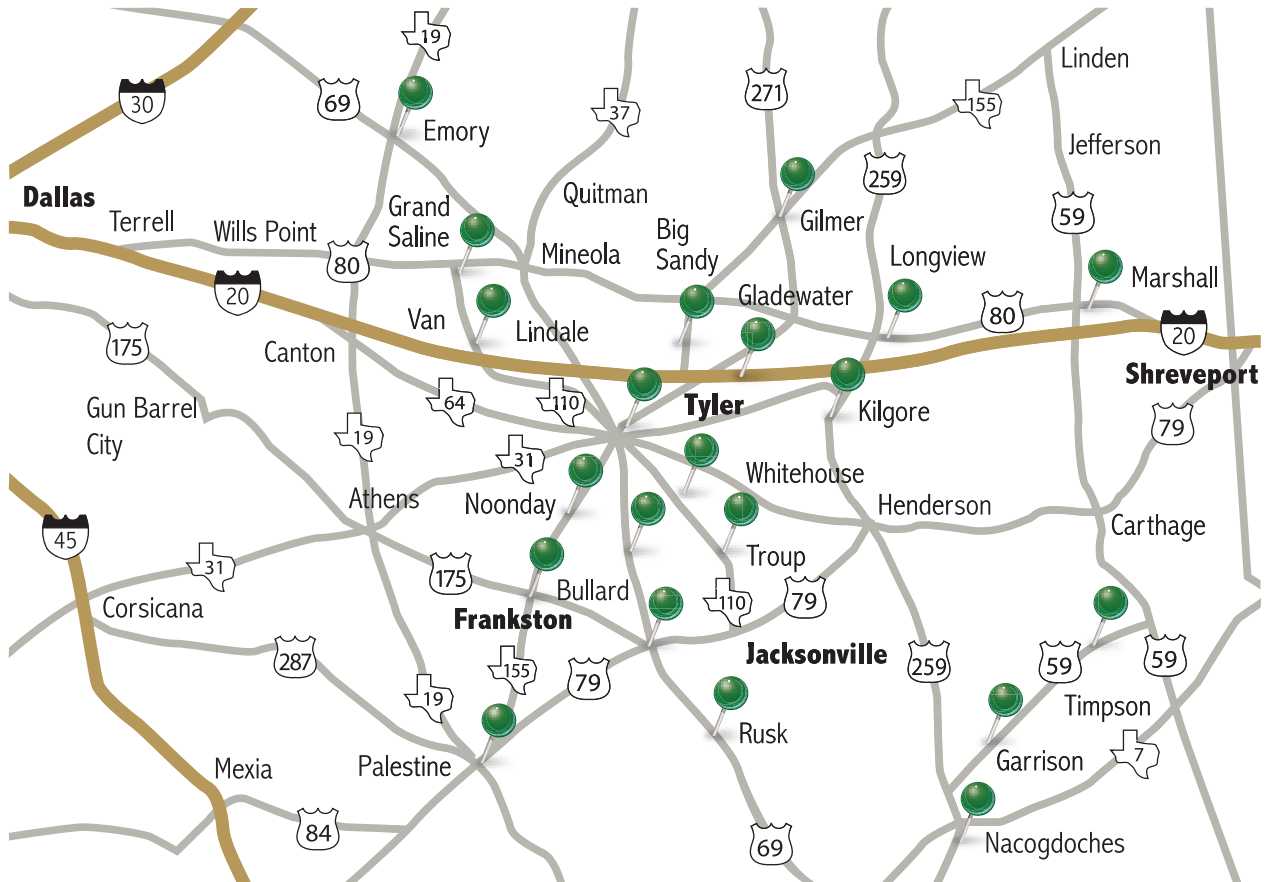 19
Linden
30
69
271
37
155
Emory
Jefferson
259
Dallas
Quitman
Grand
Saline
59
Terrell
Wills Point
Gilmer
Big
Sandy
80
Mineola
Longview
Marshall
20
Gladewater
80
Van
Lindale
20
175
Canton
Shreveport
64
110
Tyler
Kilgore
Gun Barrel
City
79
19
31
Whitehouse
Athens
Noonday
Henderson
Carthage
45
Troup
31
175
Bullard
110
79
Corsicana
Frankston
287
155
Jacksonville
259
59
59
79
19
Timpson
Rusk
Palestine
Garrison
7
Mexia
84
69
Nacogdoches